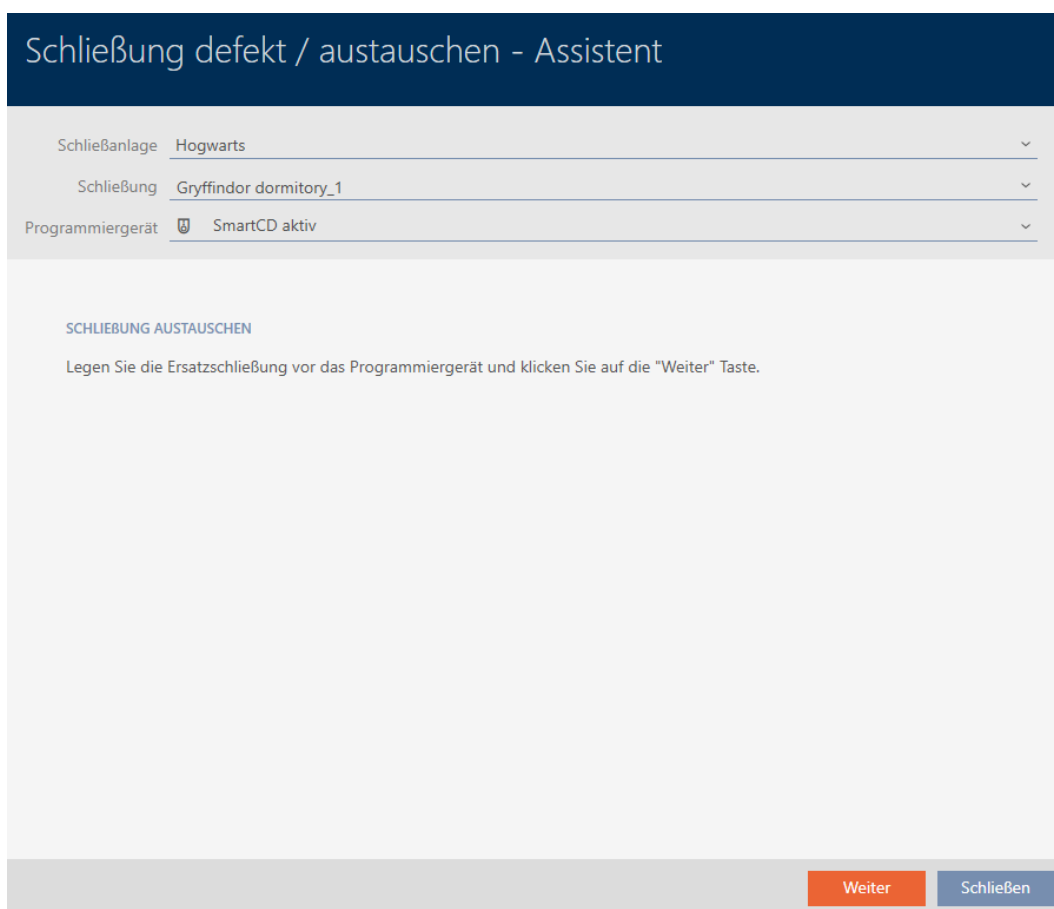 Schließung defekt / austauschen - Assistent
Schließanlage Hogwarts
Schließung Gryffindor dormitory_1
Programmiergerät SmartCD aktiv
SCHLIEßUNG AUSTAUSCHEN
Legen Sie die Ersatzschließung vor das Programmiergerät und klicken Sie auf die "Weiter" Taste.
Weiter Schließen